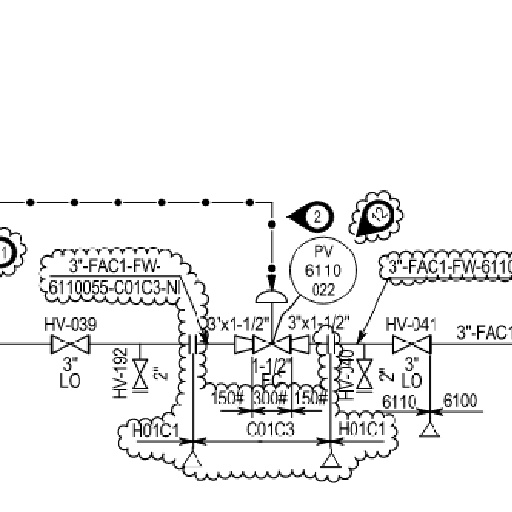 2
2
1
PV
6110
022
3"-FAC1-FW-
6110055-C01C3-NI
3"-FAC1-FW-6110
HV-039
3"x1-1/2"
3"x1-1/2"
HV-041
3"-FAC1
3"
LO
HV-192
2"
1-1/2"
FC
HV-040
2"
3"
LO
150#
300#
150#
6110
6100
H01C1
C01C3
H01C1